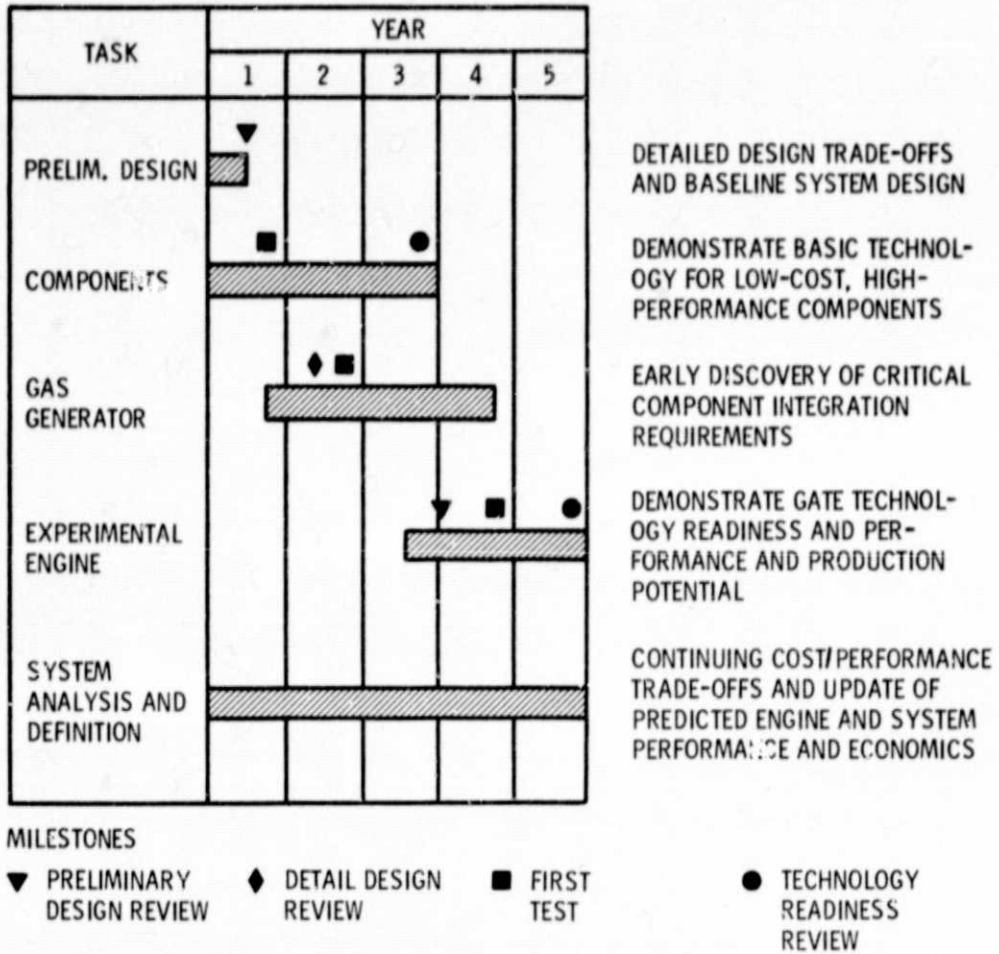 TASK
YEAR
1 2 3 4 5
PRELIM. DESIGN
DETAILED DESIGN TRADE-OFFS
AND BASELINE SYSTEM DESIGN
COMPONENTS
DEMONSTRATE BASIC TECHNOL-
OGY FOR LOW-COST, HIGH-
PERFORMANCE COMPONENTS
GAS
GENERATOR
EARLY DISCOVERY OF CRITICAL
COMPONENT INTEGRATION
REQUIREMENTS
EXPERIMENTAL
ENGINE
DEMONSTRATE GATE TECHNOL-
OGY READINESS AND PER-
FORMANCE AND PRODUCTION
POTENTIAL
SYSTEM
ANALYSIS AND
DEFINITION
CONTINUING COST/PERFORMANCE
TRADE-OFFS AND UPDATE OF
PREDICTED ENGINE AND SYSTEM
PERFORMANCE AND ECONOMICS
MILESTONES
PRELIMINARY
DESIGN REVIEW
DETAIL DESIGN
REVIEW
FIRST
TEST
TECHNOLOGY
READINESS
REVIEW